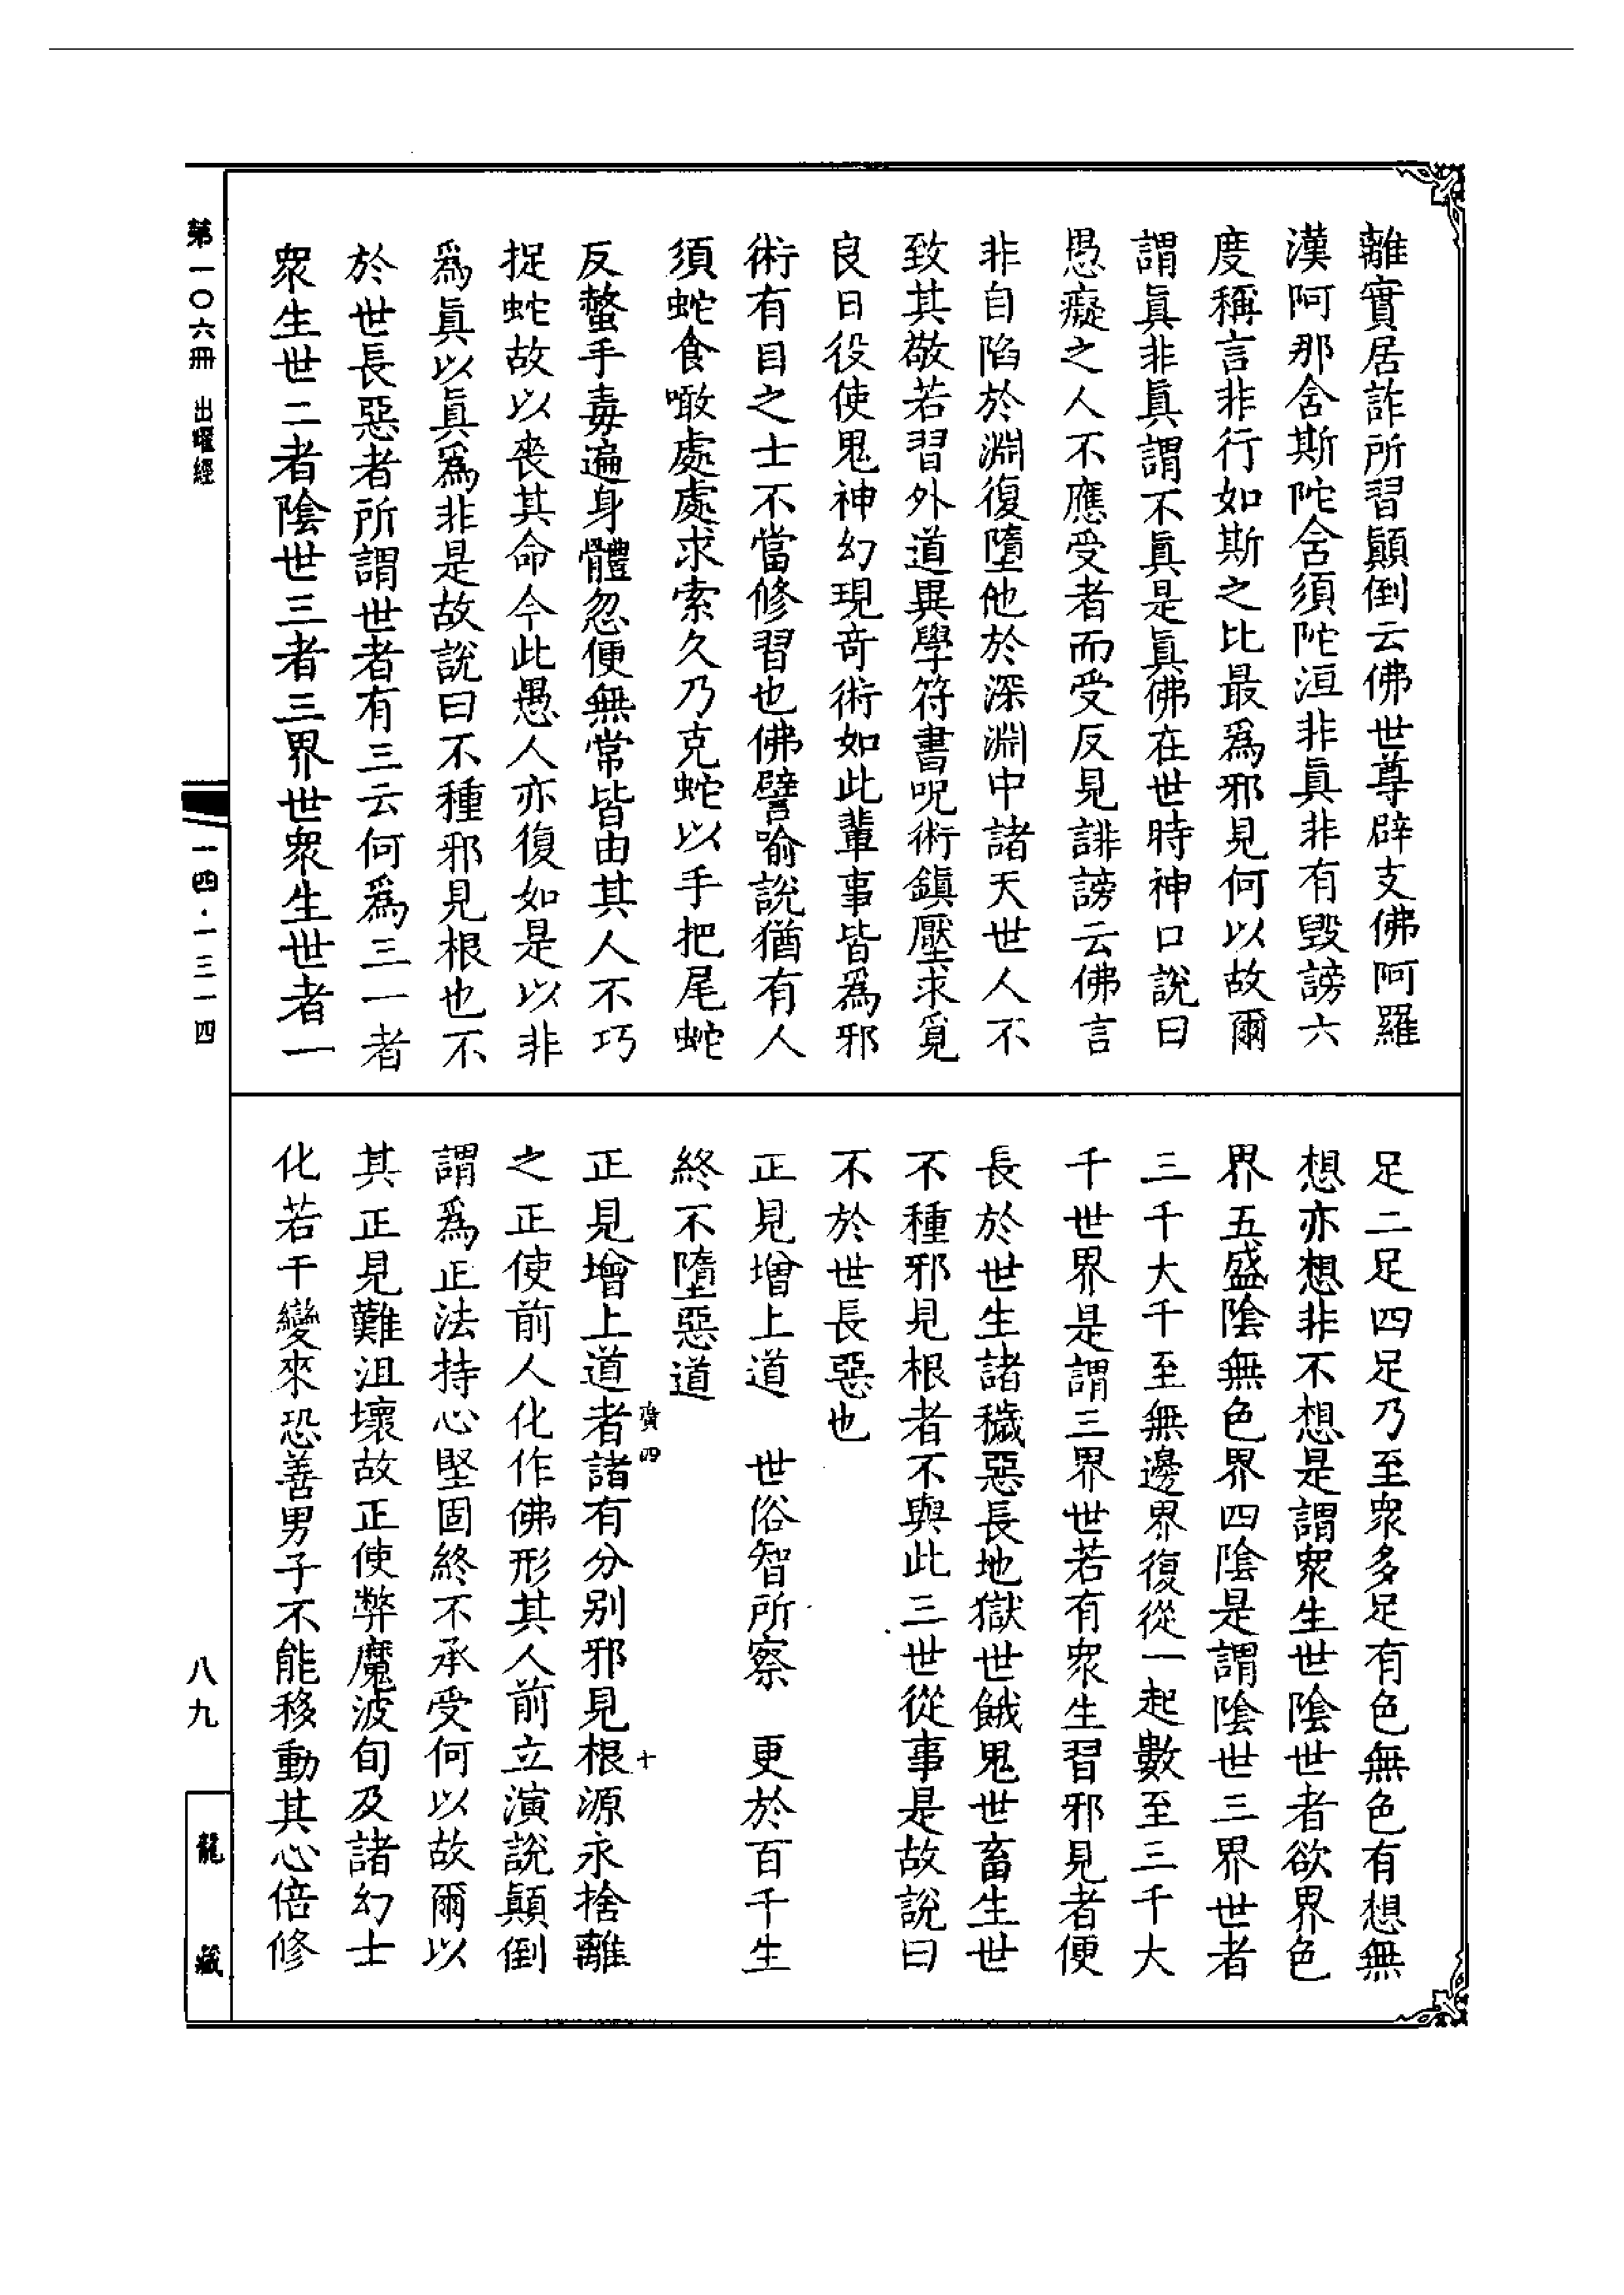 離實居詐所習顛倒云佛世尊辟支佛阿羅
漢阿那含斯陀含須陀洹非真非有毀謗六
度稱言非行如斯之比最為邪見何以故爾
謂真非真謂不真是真佛在世時神口說曰
愚癡之人不應受者而受反見誹謗云佛言
非自陷於淵復墮他於深淵中諸天世人不
致其敬若習外道異學符書呪術鎮壓求覓
良日役使鬼神幻現奇術如此輩事皆為邪
術有目之士不當修習也佛譬喻說猶有人
須蛇食噉處處求索久乃克蛇以手把尾蛇
反螫手毒遍身體忽便無常皆由其人不巧
捉蛇故以喪其命今此愚人亦復如是以非
為真以真為非是故說曰不種邪見根也不
於世長惡者所謂世者有三云何為三一者
眾生世二者陰世三者三界世眾生世者一
足二足四足乃至眾多足有色無色有想無
想亦想非不想是謂眾生世陰世者欲界色
界五盛陰無色界四陰是謂陰世三界世者
三千大千至無邊界復從一起數至三千大
千世界是謂三界世若有眾生習邪見者便
長於世生諸穢惡長地獄世餓鬼世畜生世
不種邪見根者不與此三世從事是故說曰
不於世長惡也
正見增上道　世俗智所察　更於百千生
終不墮惡道
正見增上道者諸有分別邪見根源永捨離
之正使前人化作佛形其人前立演說顛倒
謂為正法持心堅固終不承受何以故爾以
其正見難沮壞故正使弊魔波旬及諸幻士
化若干變來恐善男子不能移動其心倍修
四
十
第一〇六冊　出曜經
一四·一三一四
八九
龍藏